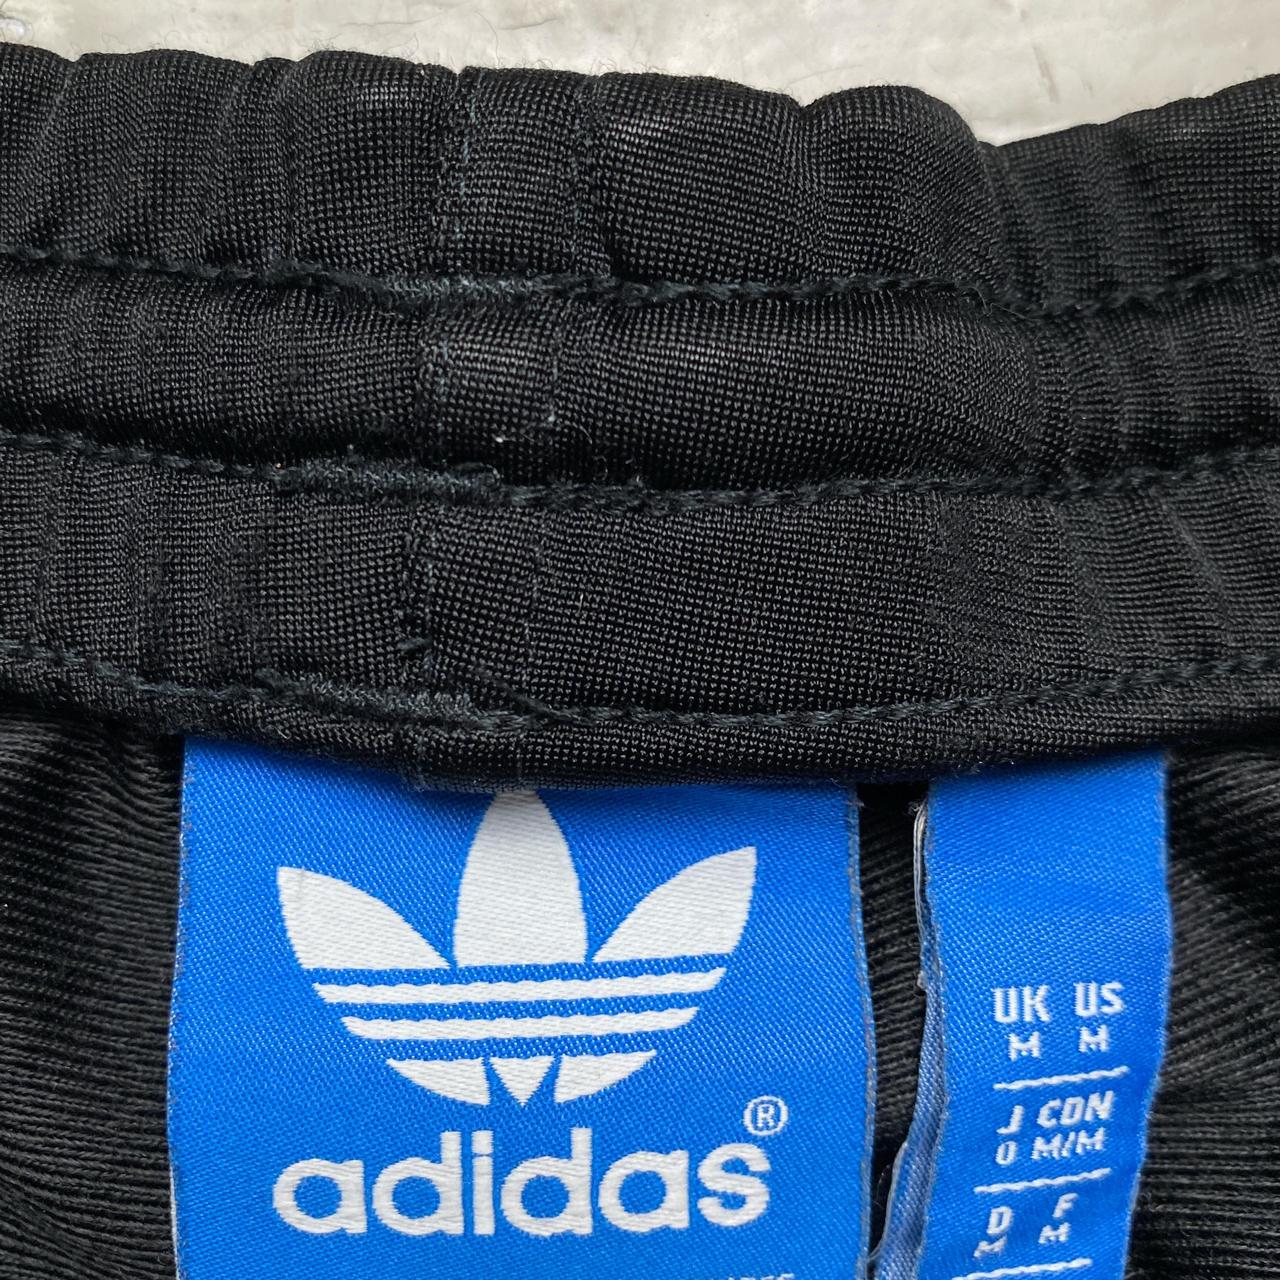 adidas®
UK US
M M
J CDN
O M/M
D F
M M